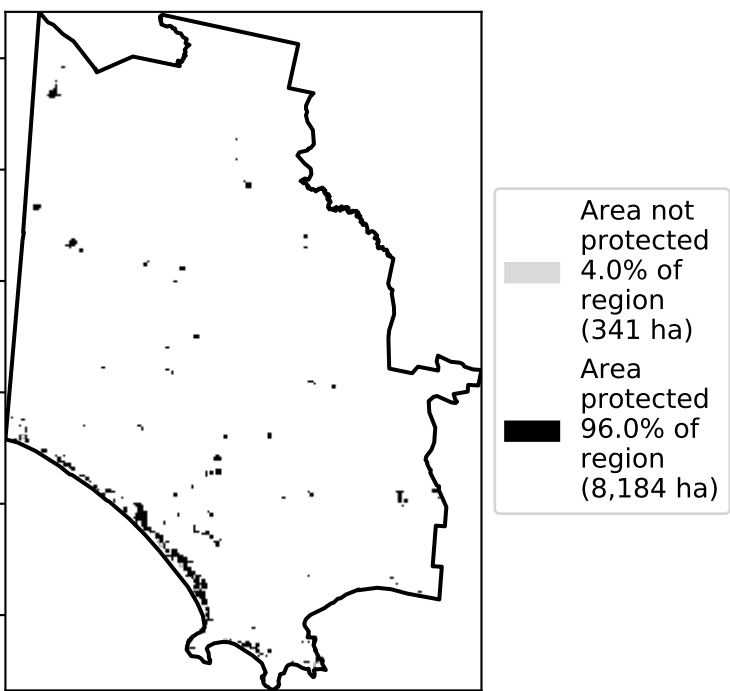 Area not
protected
4.0% of
region
(341 ha)
Area
protected
96.0% of
region
(8,184 ha)